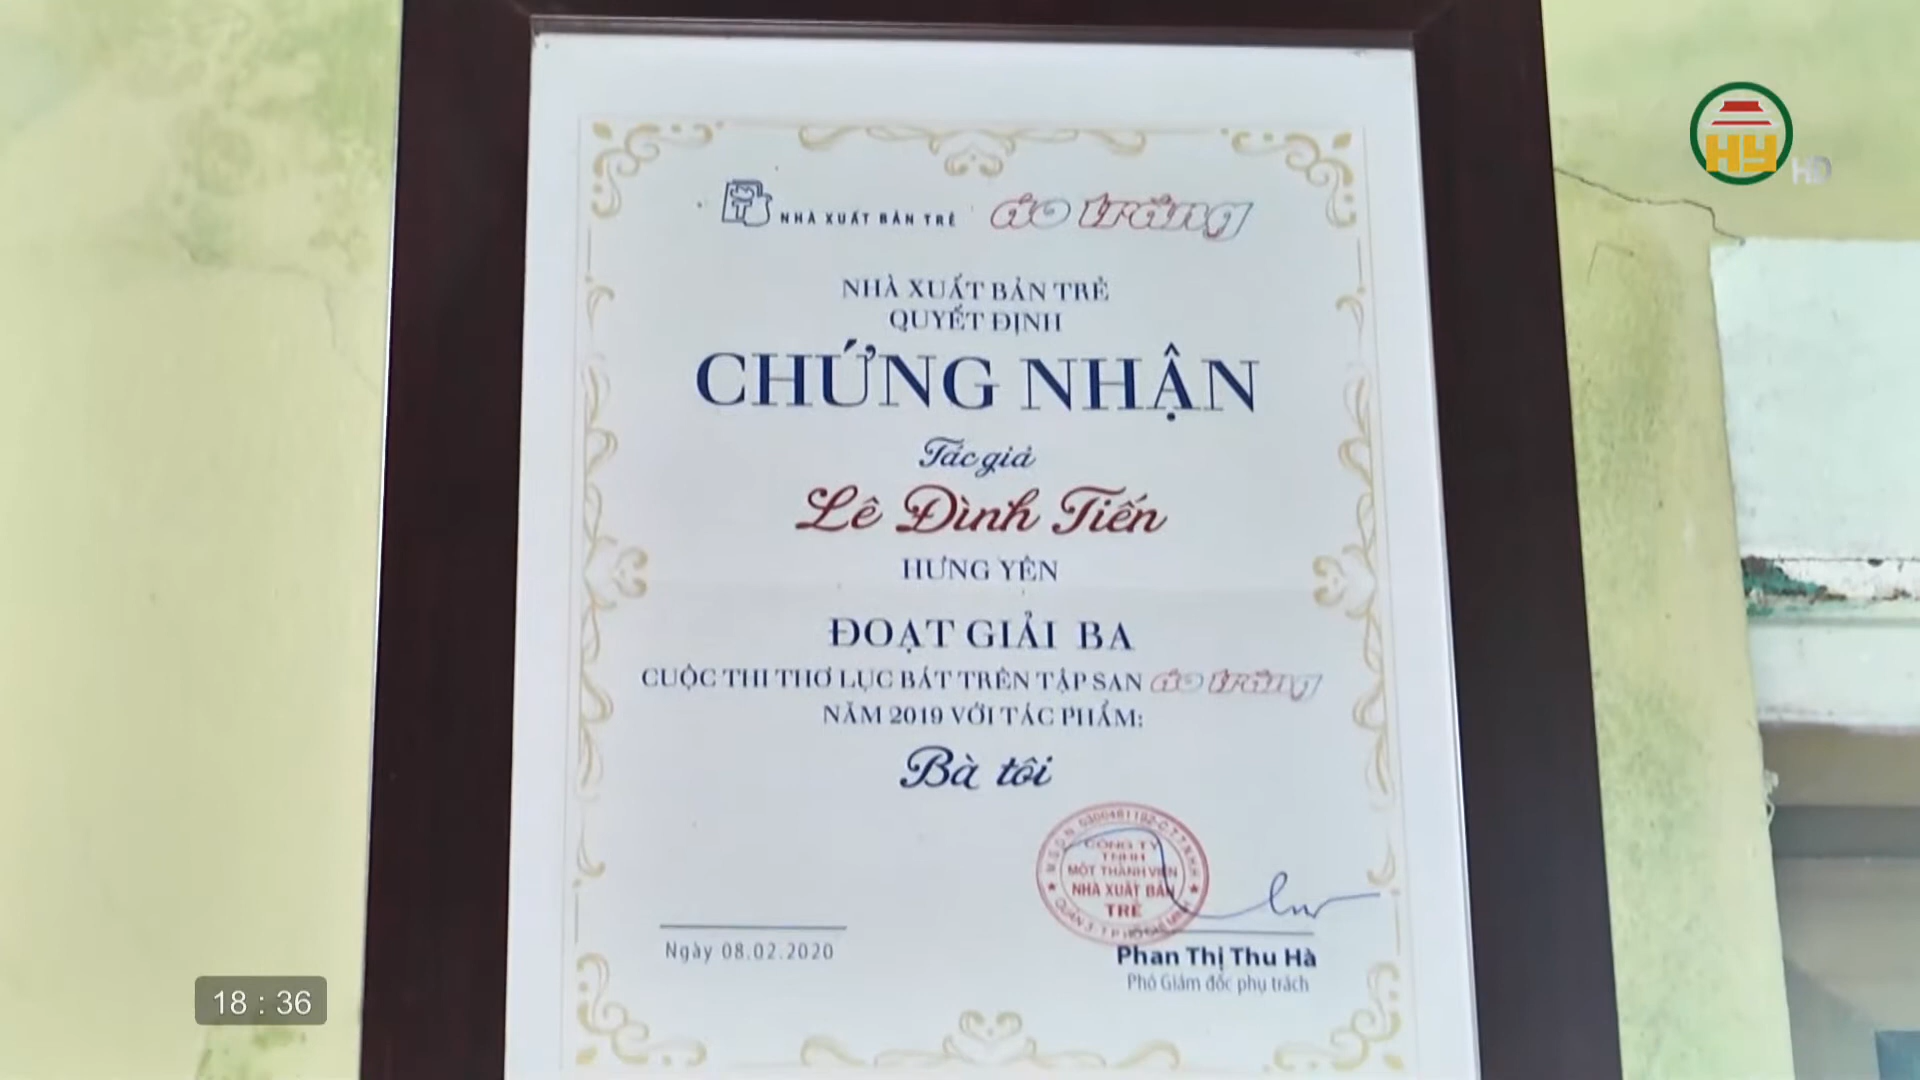 HY HD
NHÀ XUẤT BẢN TRẺ áo trắng
NHÀ XUẤT BẢN TRẺ
QUYẾT ĐỊNH
CHỨNG NHẬN
Tác giả
Lê Đình Tiến
HƯNG YÊN
ĐOẠT GIẢI BA
CUỘC THI THƠ LỤC BÁT TRÊN TẬP SAN áo trắng
NĂM 2019 VỚI TÁC PHẨM:
Bà tôi
CÔNG TY
TNHH
MỘT THÀNH VIÊN
NHÀ XUẤT BẢN
TRẺ
Ngày 08.02.2020
Phan Thị Thu Hà
Phó Giám đốc phụ trách
18 : 36